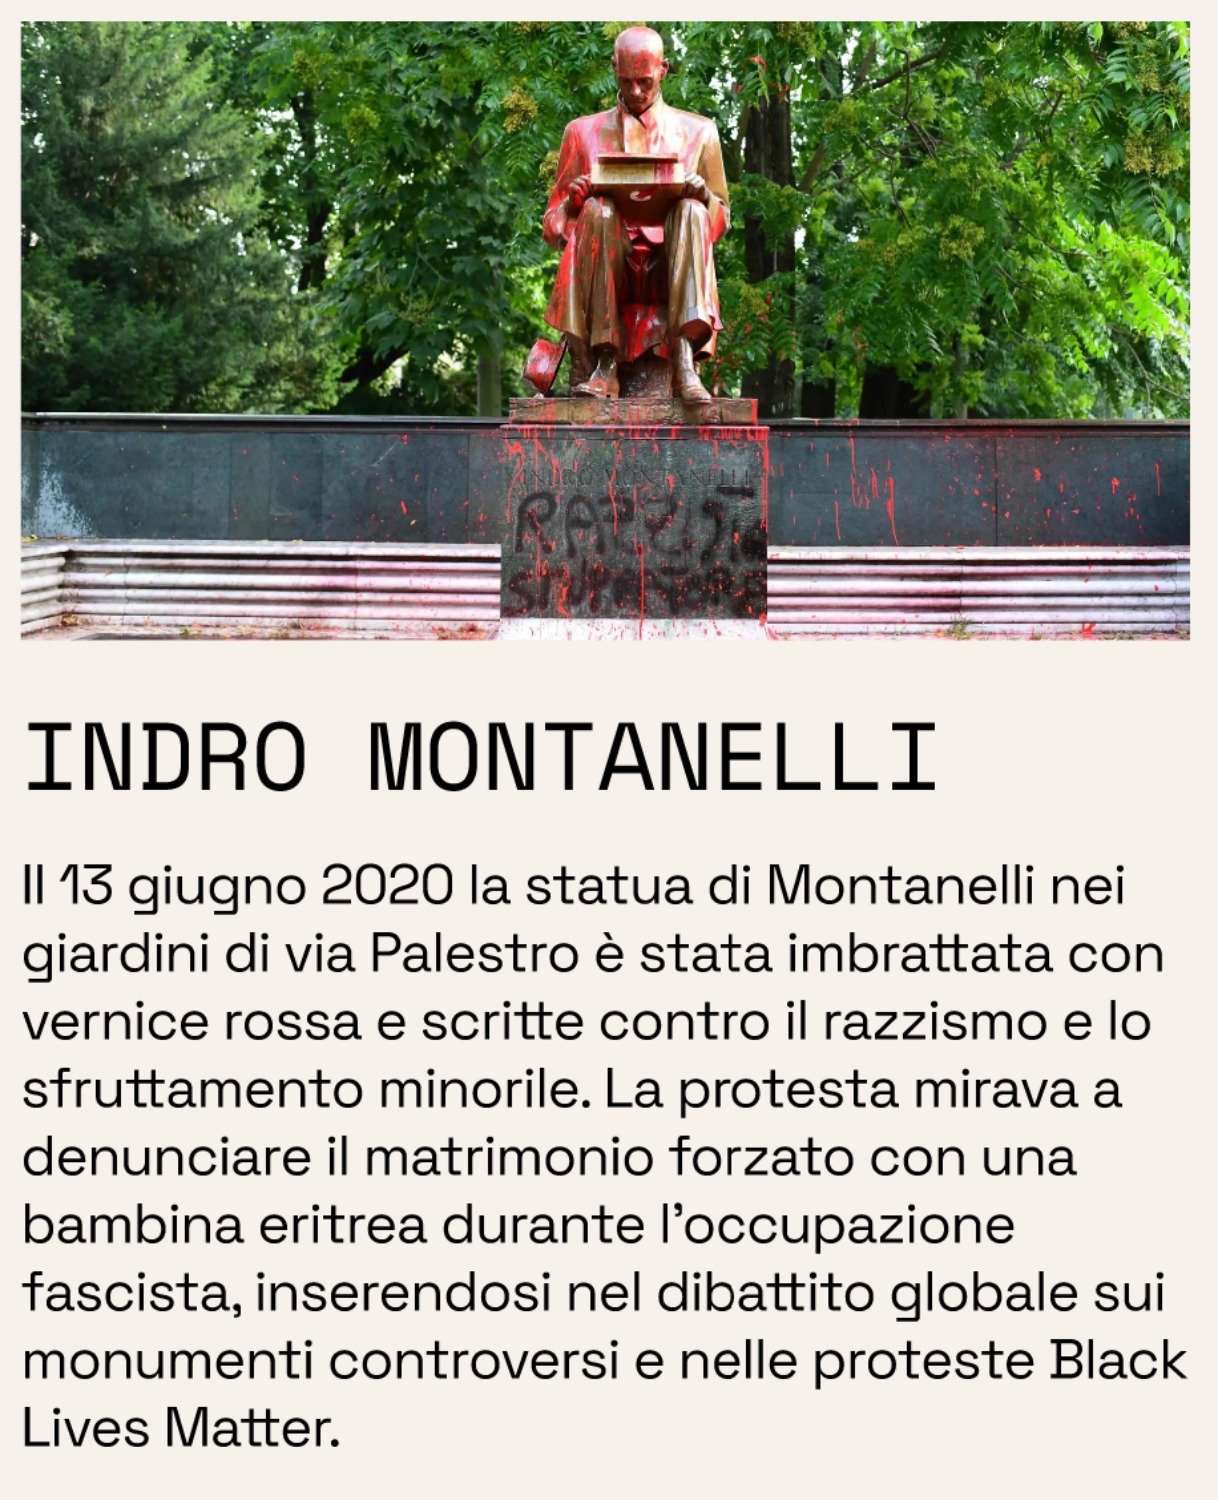 INDRO MONTANELLI
RAZZISTA
STUPRATORE
INDRO MONTANELLI
Il 13 giugno 2020 la statua di Montanelli nei
giardini di via Palestro è stata imbrattata con
vernice rossa e scritte contro il razzismo e lo
sfruttamento minorile. La protesta mirava a
denunciare il matrimonio forzato con una
bambina eritrea durante l’occupazione
fascista, inserendosi nel dibattito globale sui
monumenti controversi e nelle proteste Black
Lives Matter.